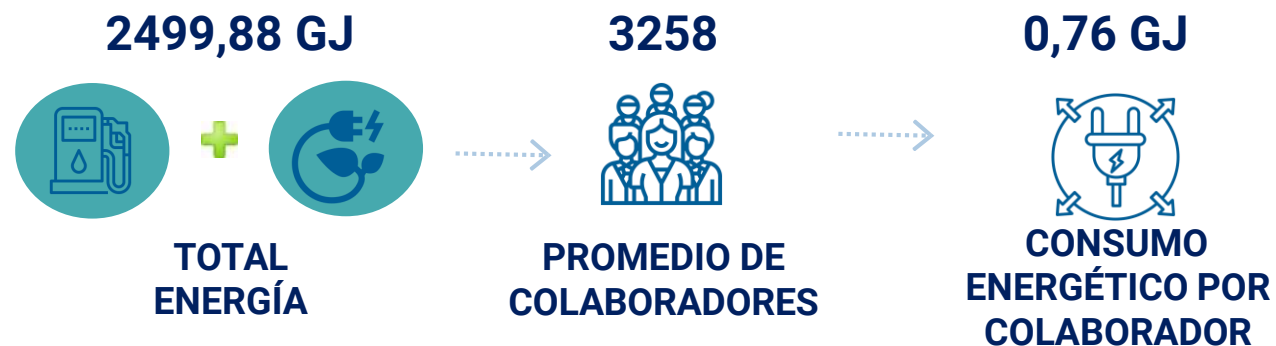 2499,88 GJ
3258
0,76 GJ
TOTAL
ENERGÍA
PROMEDIO DE
COLABORADORES
CONSUMO
ENERGÉTICO POR
COLABORADOR